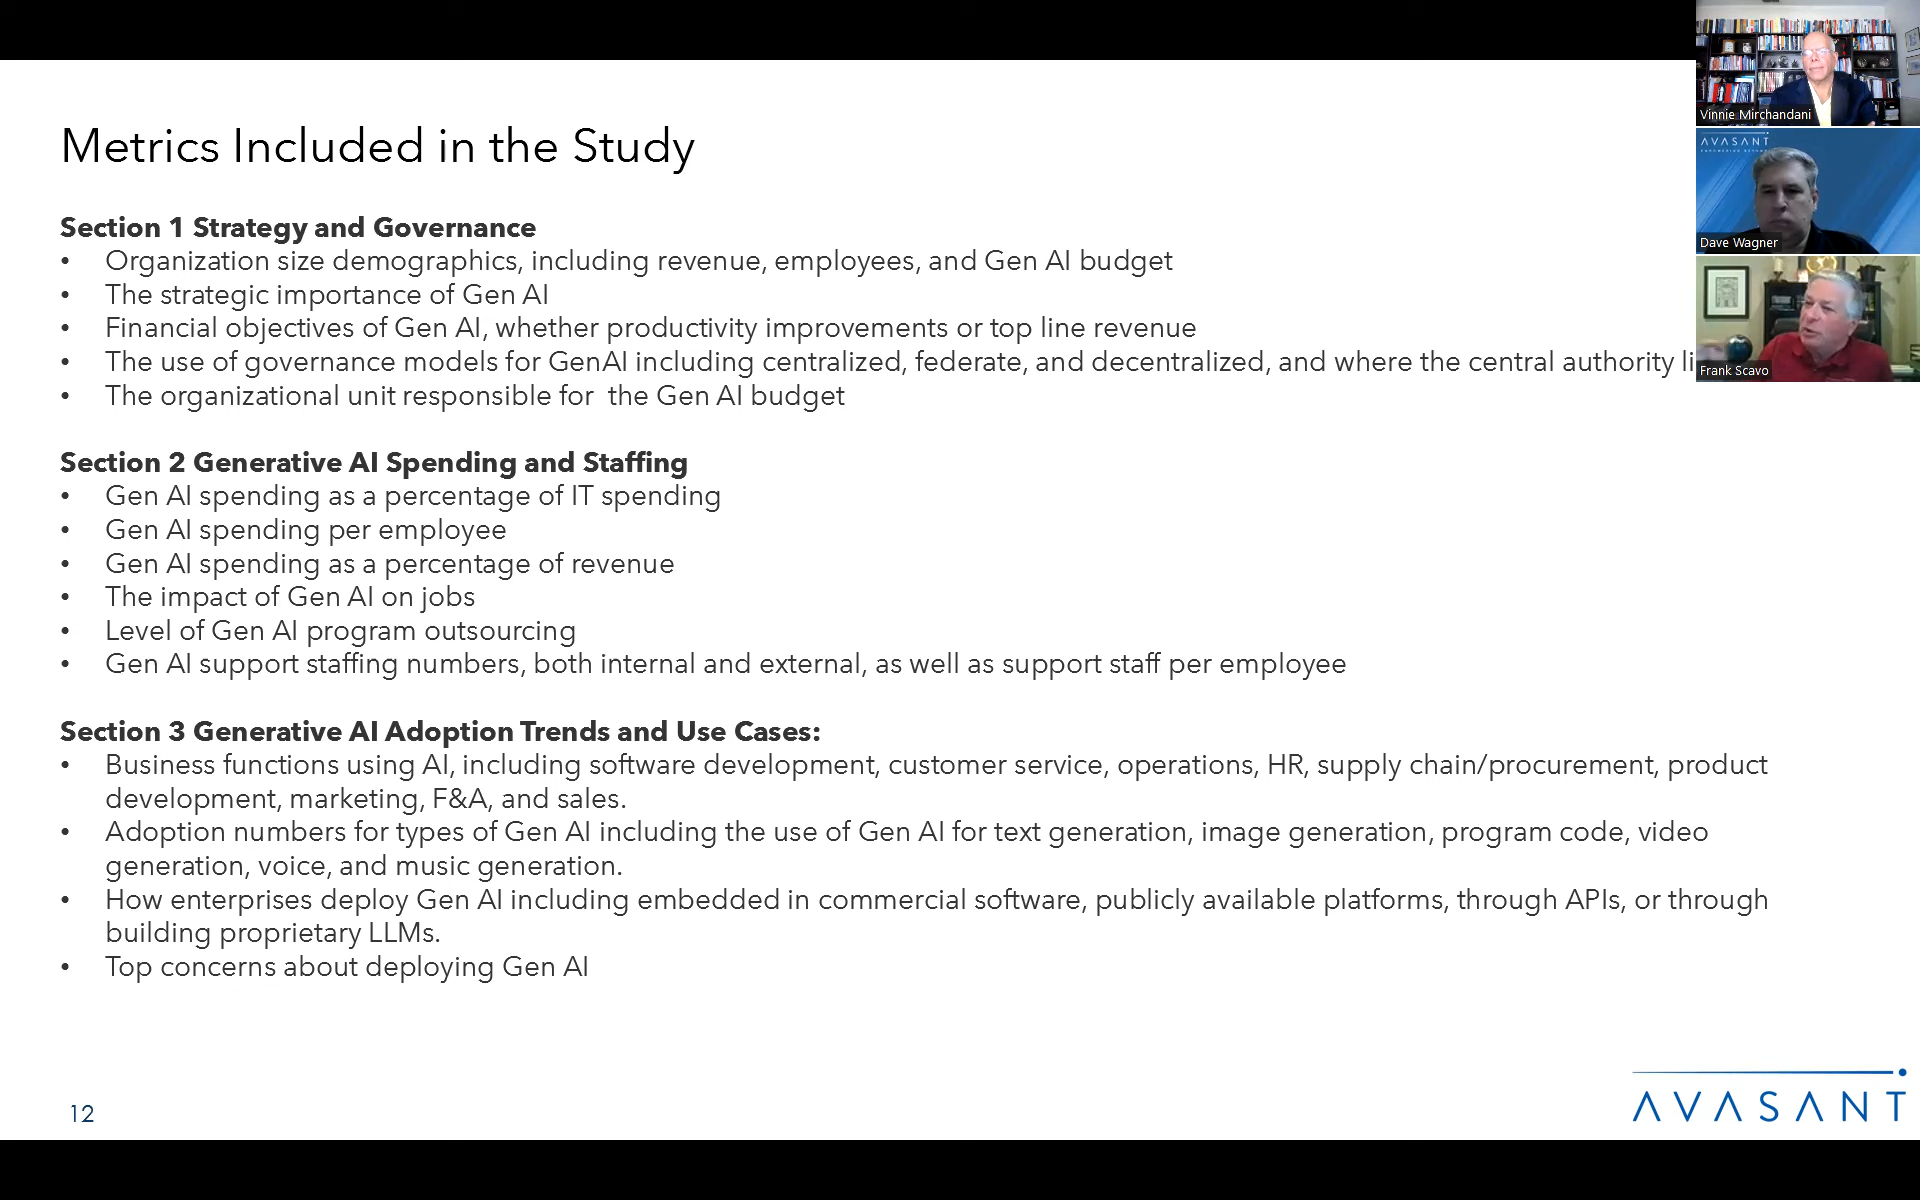 Metrics Included in the Study
Section 1 Strategy and Governance
• Organization size demographics, including revenue, employees, and Gen AI budget
• The strategic importance of Gen AI
• Financial objectives of Gen AI, whether productivity improvements or top line revenue
• The use of governance models for GenAI including centralized, federate, and decentralized, and where the central authority li
• The organizational unit responsible for  the Gen AI budget
Section 2 Generative AI Spending and Staffing
• Gen AI spending as a percentage of IT spending
• Gen AI spending per employee
• Gen AI spending as a percentage of revenue
• The impact of Gen AI on jobs
• Level of Gen AI program outsourcing
• Gen AI support staffing numbers, both internal and external, as well as support staff per employee
Section 3 Generative AI Adoption Trends and Use Cases:
• Business functions using AI, including software development, customer service, operations, HR, supply chain/procurement, product
development, marketing, F&A, and sales.
• Adoption numbers for types of Gen AI including the use of Gen AI for text generation, image generation, program code, video
generation, voice, and music generation.
• How enterprises deploy Gen AI including embedded in commercial software, publicly available platforms, through APIs, or through
building proprietary LLMs.
• Top concerns about deploying Gen AI
12
AVASANT
Vinnie Mirchandani
AVASANT
Dave Wagner
Frank Scavo